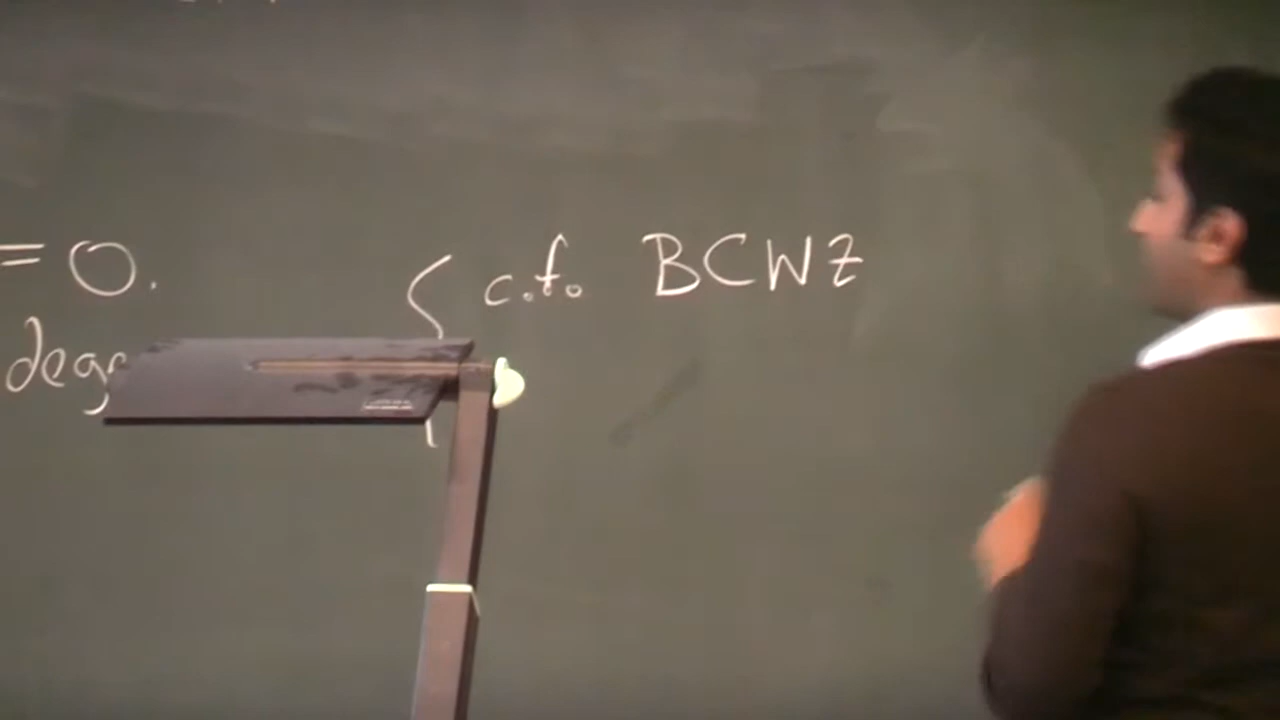 = 0.
{ c.f. BCWZ
deg